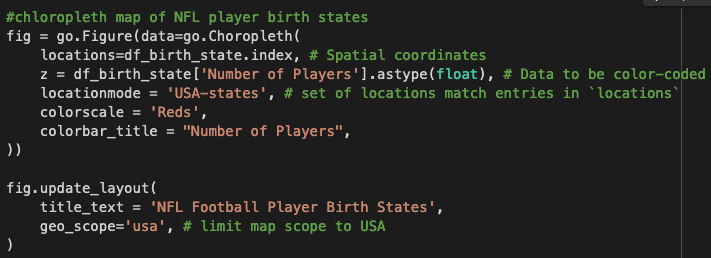 #chloropleth map of NFL player birth states
fig = go.Figure(data=go.Choropleth(
    locations=df_birth_state.index, # Spatial coordinates
    z = df_birth_state['Number of Players'].astype(float), # Data to be color-coded
    locationmode = 'USA-states', # set of locations match entries in `locations`
    colorscale = 'Reds',
    colorbar_title = "Number of Players",
))

fig.update_layout(
    title_text = 'NFL Football Player Birth States',
    geo_scope='usa', # limit map scope to USA
)